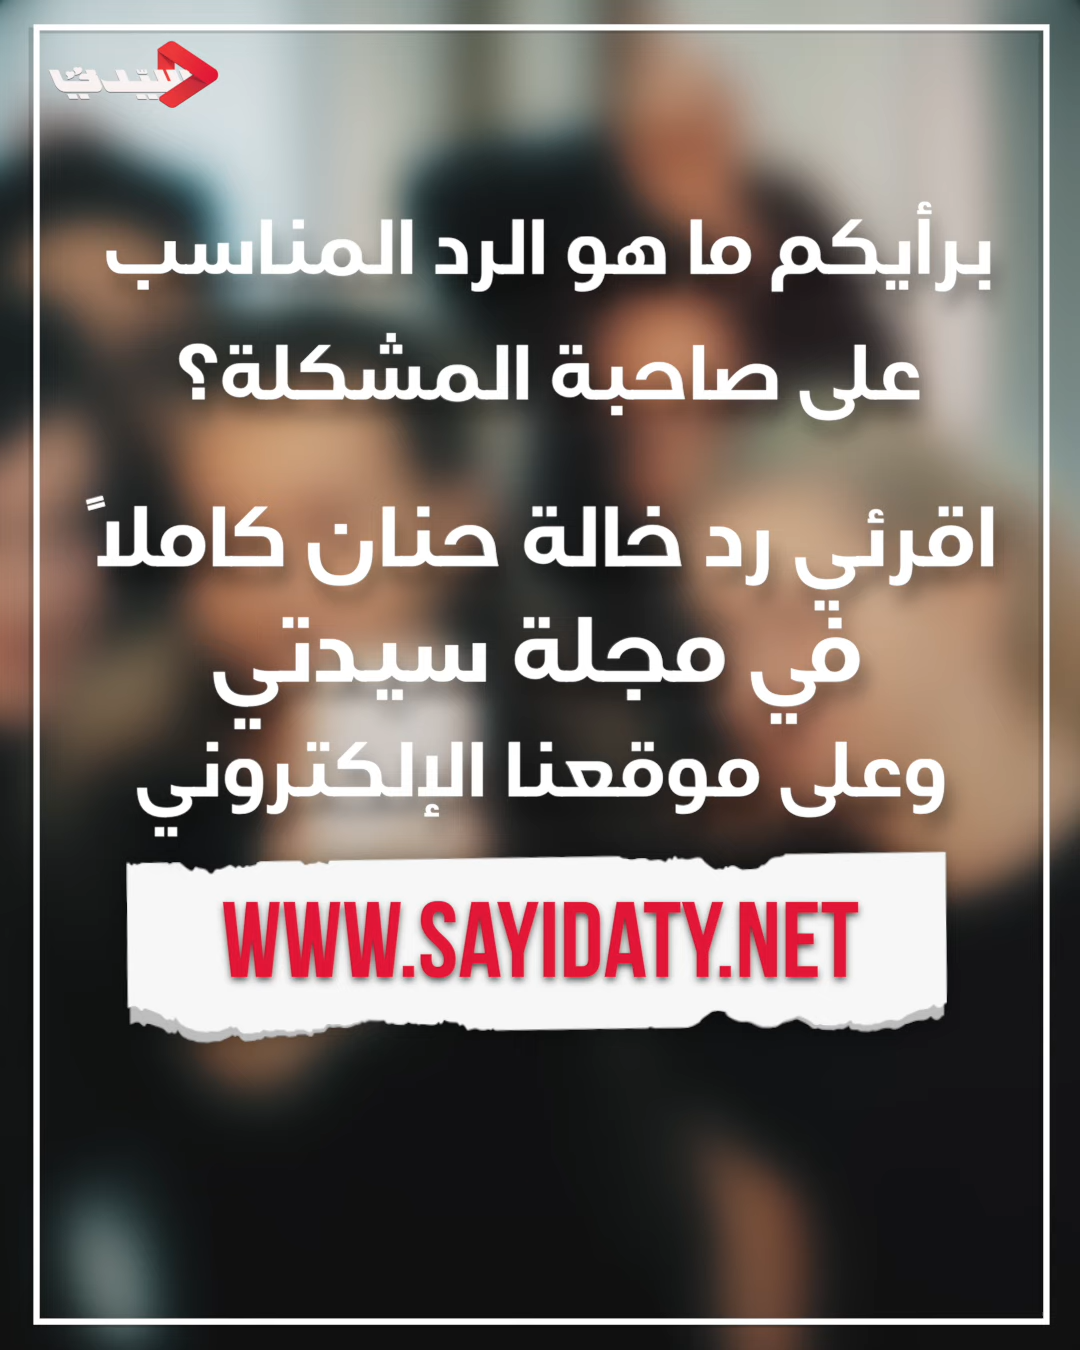 سيدتي
برأيكم ما هو الرد المناسب
على صاحبة المشكلة؟
اقرئي رد خالة حنان كاملاً
في مجلة سيدتي
وعلى موقعنا الإلكتروني
WWW.SAYIDATY.NET